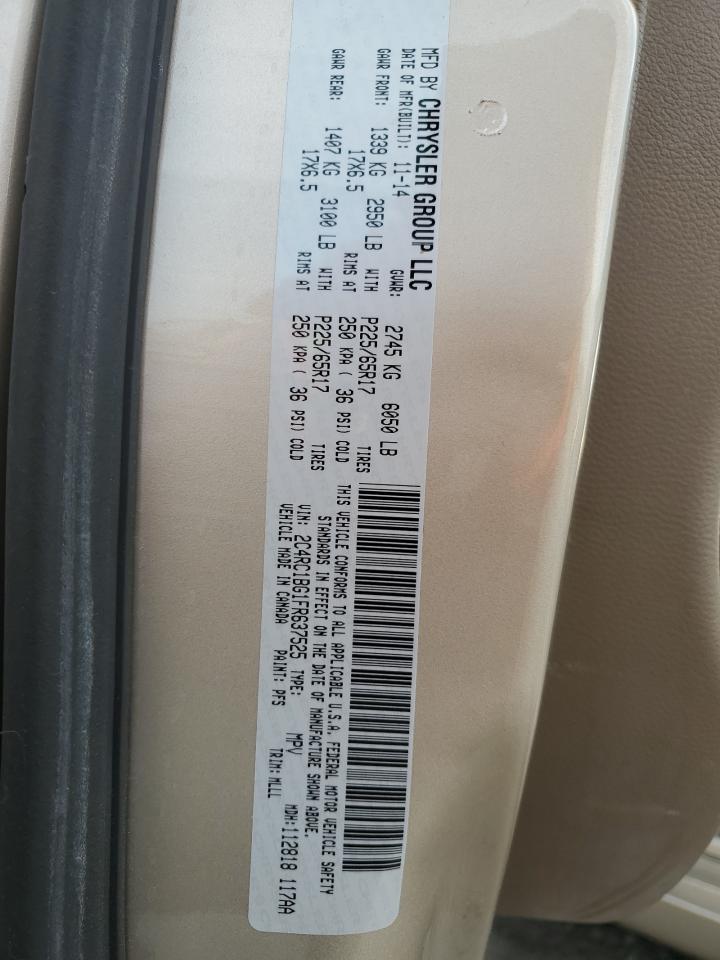 MFD BY CHRYSLER GROUP LLC
DATE OF MFR(BUILT): 11-14 GVWR: 2745 KG 6050 LB
GAWR FRONT: 1339 KG 2950 LB WITH P225/65R17 TIRES
17X6.5 RIMS AT 250 KPA ( 36 PSI) COLD
GAWR REAR: 1407 KG 3100 LB WITH P225/65R17 TIRES
17X6.5 RIMS AT 250 KPA ( 36 PSI) COLD
THIS VEHICLE CONFORMS TO ALL APPLICABLE U.S.A. FEDERAL MOTOR VEHICLE SAFETY
STANDARDS IN EFFECT ON THE DATE OF MANUFACTURE SHOWN ABOVE.
VIN: 2C4RC1BG1FR637525 TYPE: MPV MDH:112818 117AA
VEHICLE MADE IN CANADA PAINT: PFS TRIM:MLLL